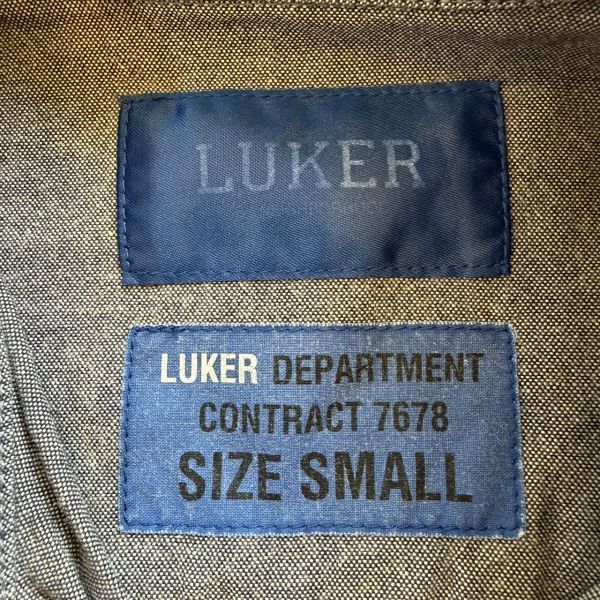 LUKER
LUKER DEPARTMENT
CONTRACT 7678
SIZE SMALL